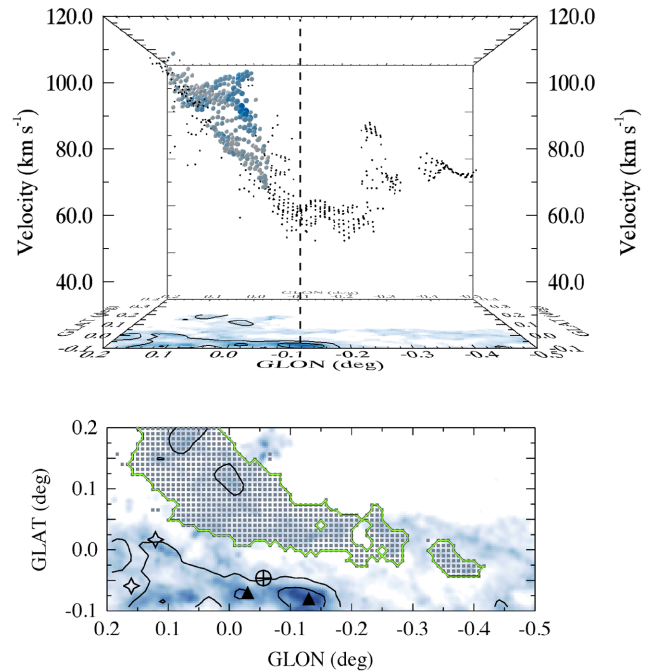 120.0 120.0
100.0 100.0
80.0 80.0
60.0 60.0
40.0 40.0
Velocity (km s⁻¹) Velocity (km s⁻¹)
GLON (deg)
0.2 0.1 0.0 -0.1 -0.2 -0.3 -0.4 -0.5
GLON (deg)
0.2
0.1
0.0
-0.1
GLAT (deg)
0.2 0.1 0.0 -0.1 -0.2 -0.3 -0.4 -0.5
GLON (deg)